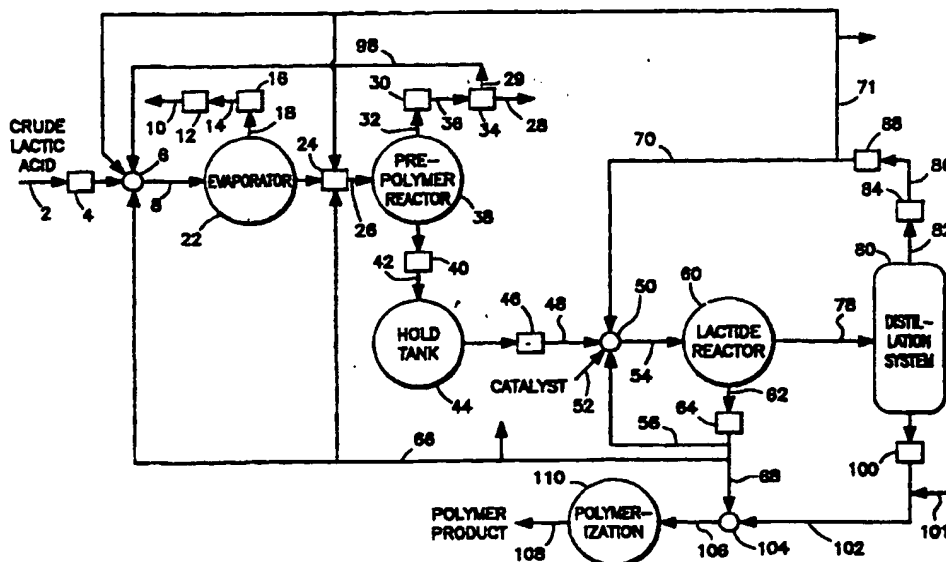 98
71
CRUDE
LACTIC
ACID
2
4
6
8
10
12
14
16
18
EVAPORATOR
22
24
26
30
32
36
34
29
28
PRE-
POLYMER
REACTOR
38
42
40
HOLD
TANK
44
46
48
70
50
CATALYST
52
54
60
LACTIDE
REACTOR
62
64
56
66
68
78
88
86
84
82
80
DISTIL-
LATION
SYSTEM
100
101
102
104
106
110
POLYMER-
IZATION
POLYMER
PRODUCT
108